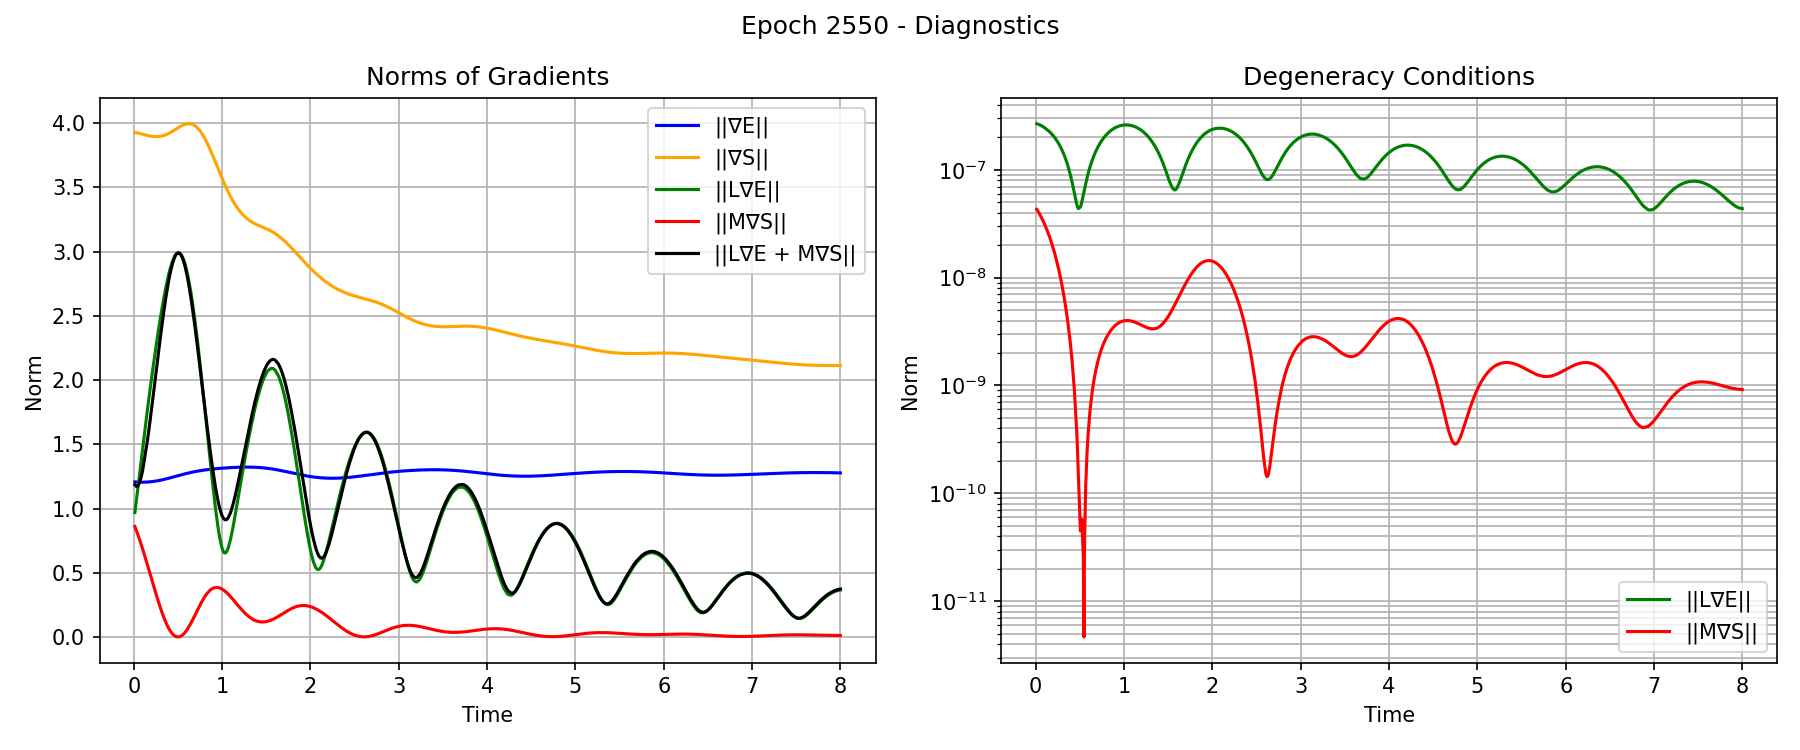 Epoch 2550 - Diagnostics
Norms of Gradients
Norm
4.0
3.5
3.0
2.5
2.0
1.5
1.0
0.5
0.0
||∇E||
||∇S||
||L∇E||
||M∇S||
||L∇E + M∇S||
0 1 2 3 4 5 6 7 8
Time
Degeneracy Conditions
Norm
10⁻⁷
10⁻⁸
10⁻⁹
10⁻¹⁰
10⁻¹¹
||L∇E||
||M∇S||
0 1 2 3 4 5 6 7 8
Time